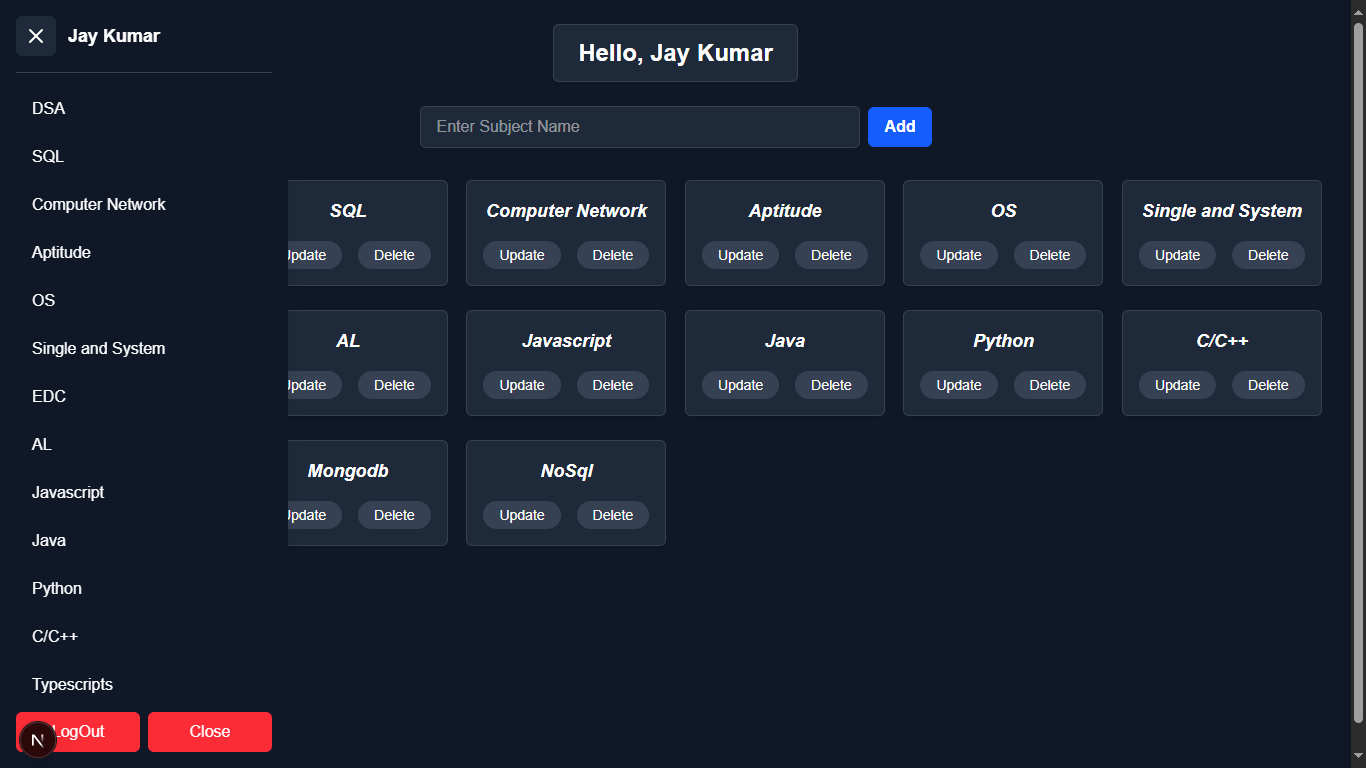 Jay Kumar
DSA
SQL
Computer Network
Aptitude
OS
Single and System
EDC
AL
Javascript
Java
Python
C/C++
Typescripts
LogOut Close
N
Hello, Jay Kumar
Enter Subject Name Add
SQL Computer Network Aptitude OS Single and System
Update Delete Update Delete Update Delete Update Delete Update Delete
AL Javascript Java Python C/C++
Update Delete Update Delete Update Delete Update Delete Update Delete
Mongodb NoSql
Update Delete Update Delete